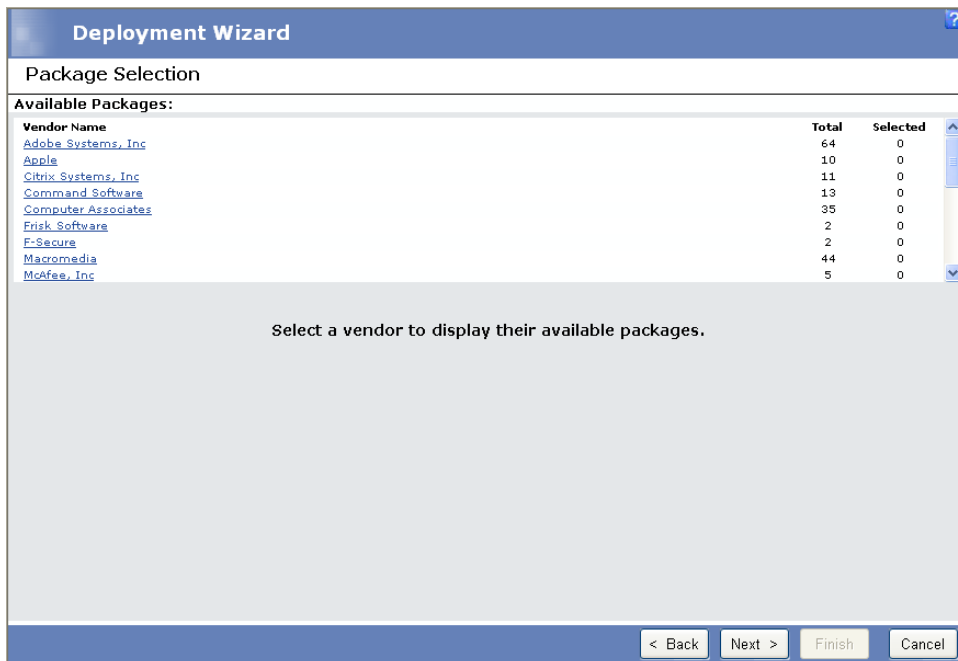 Deployment Wizard
?
Package Selection
Available Packages:
Vendor Name Total Selected
Adobe Systems, Inc 64 0
Apple 10 0
Citrix Systems, Inc 11 0
Command Software 13 0
Computer Associates 35 0
Frisk Software 2 0
F-Secure 2 0
Macromedia 44 0
McAfee, Inc 5 0
Select a vendor to display their available packages.
< Back Next > Finish Cancel